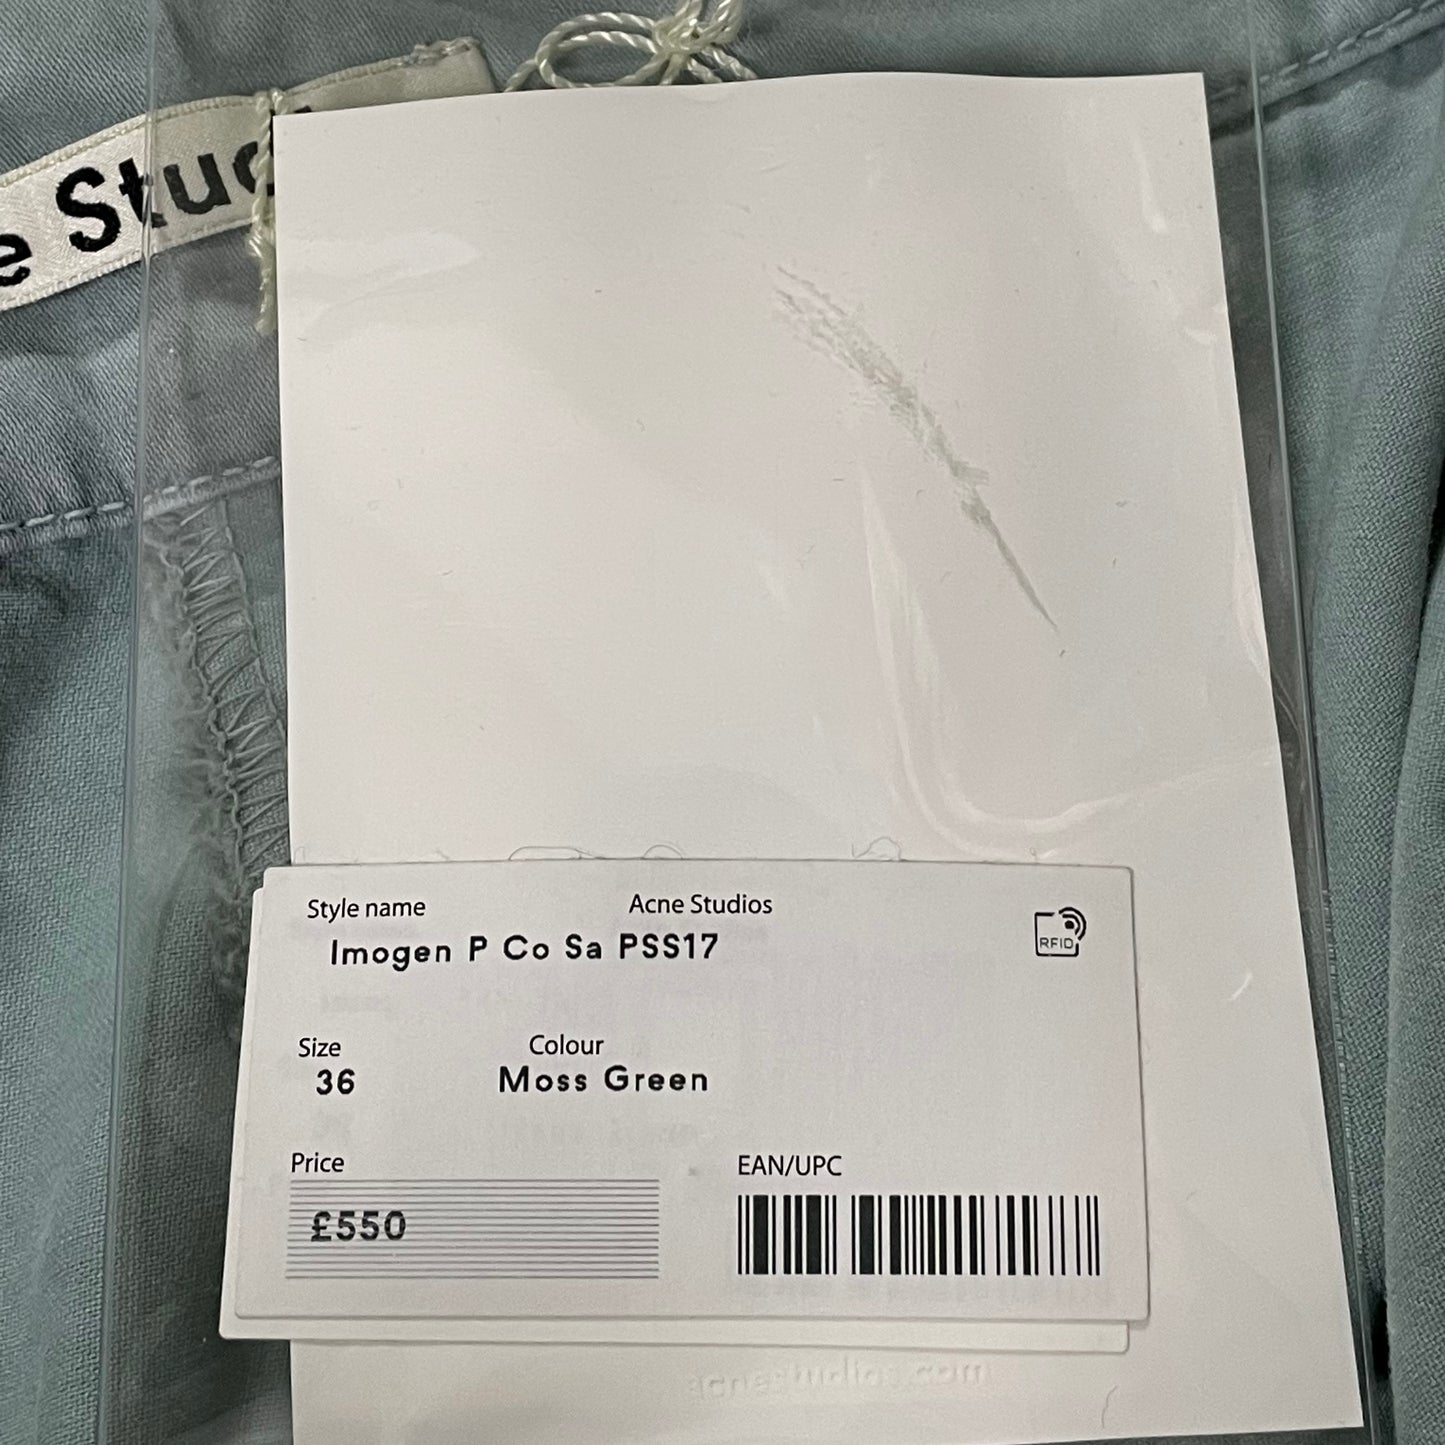 e Stud
Style name
Acne Studios
Imogen P Co Sa PSS17
RFID
Size
Colour
36
Moss Green
Price
EAN/UPC
£550
acnestudios.com